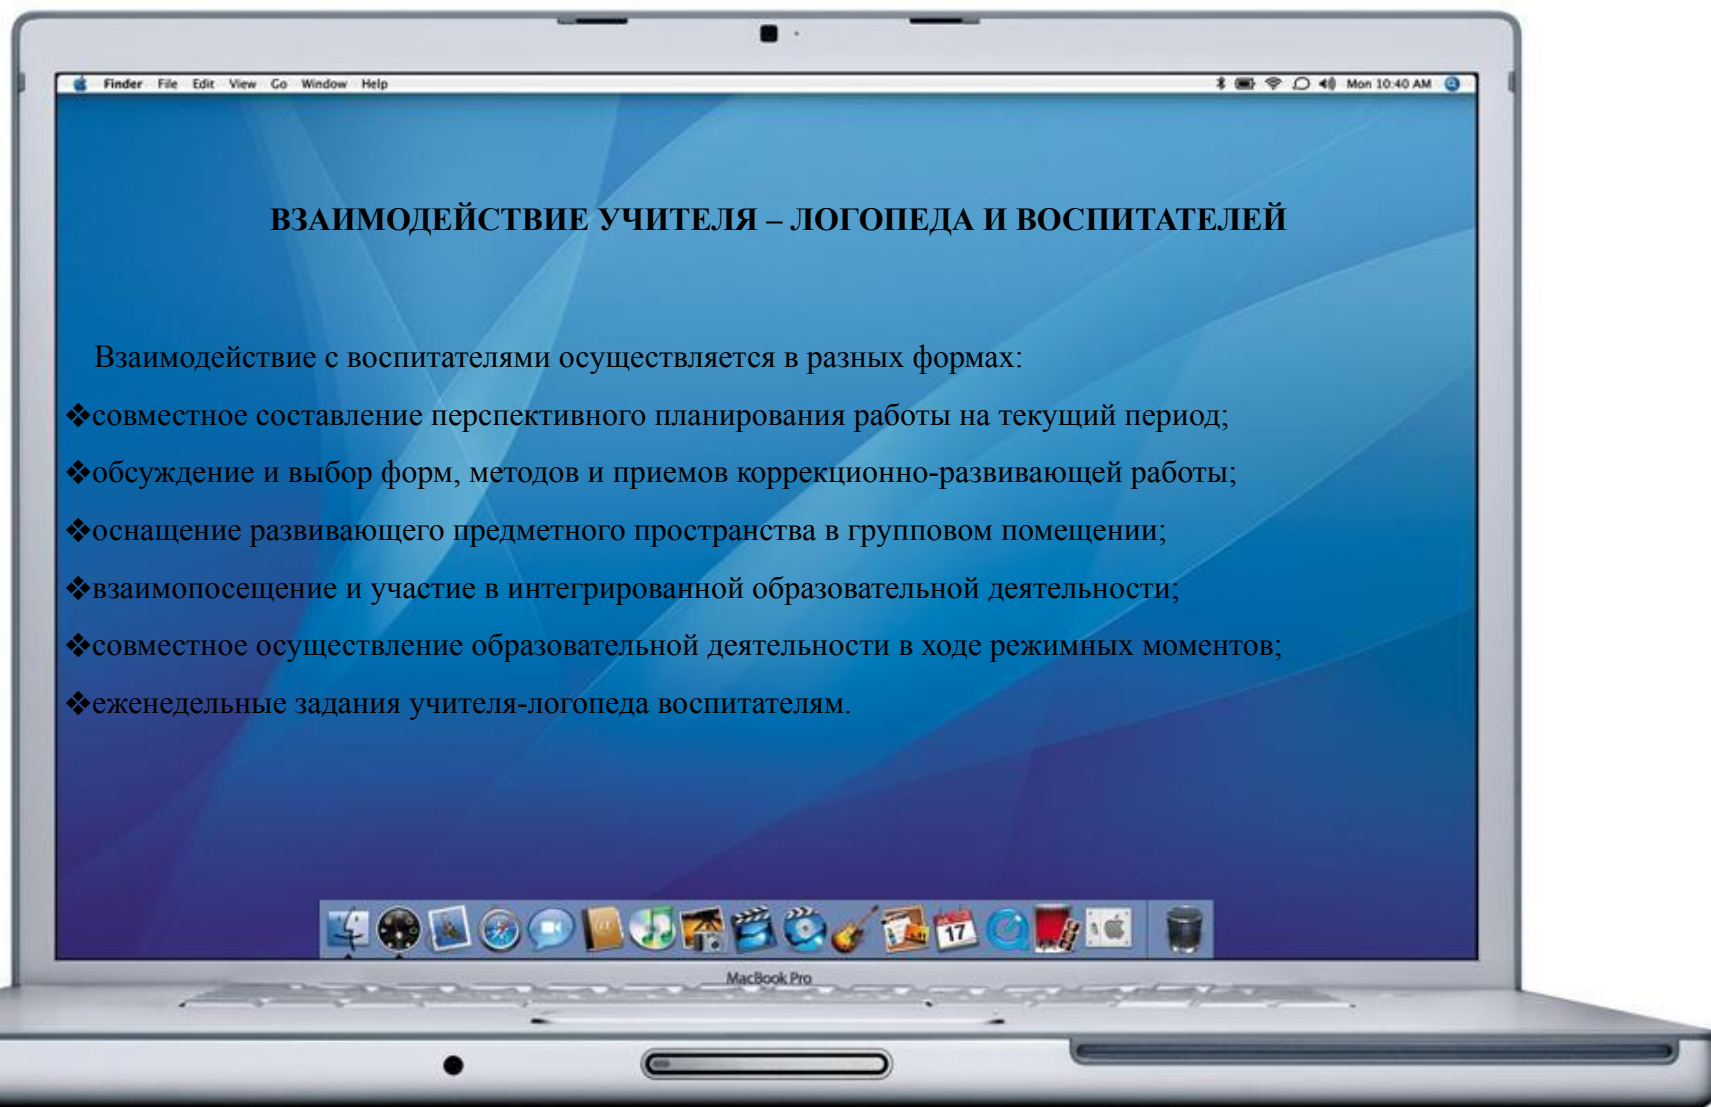 Finder File Edit View Go Window Help
Mon 10:40 AM
ВЗАИМОДЕЙСТВИЕ УЧИТЕЛЯ – ЛОГОПЕДА И ВОСПИТАТЕЛЕЙ
Взаимодействие с воспитателями осуществляется в разных формах:
❖совместное составление перспективного планирования работы на текущий период;
❖обсуждение и выбор форм, методов и приемов коррекционно-развивающей работы;
❖оснащение развивающего предметного пространства в групповом помещении;
❖взаимопосещение и участие в интегрированной образовательной деятельности;
❖совместное осуществление образовательной деятельности в ходе режимных моментов;
❖еженедельные задания учителя-логопеда воспитателям.
17
MacBook Pro